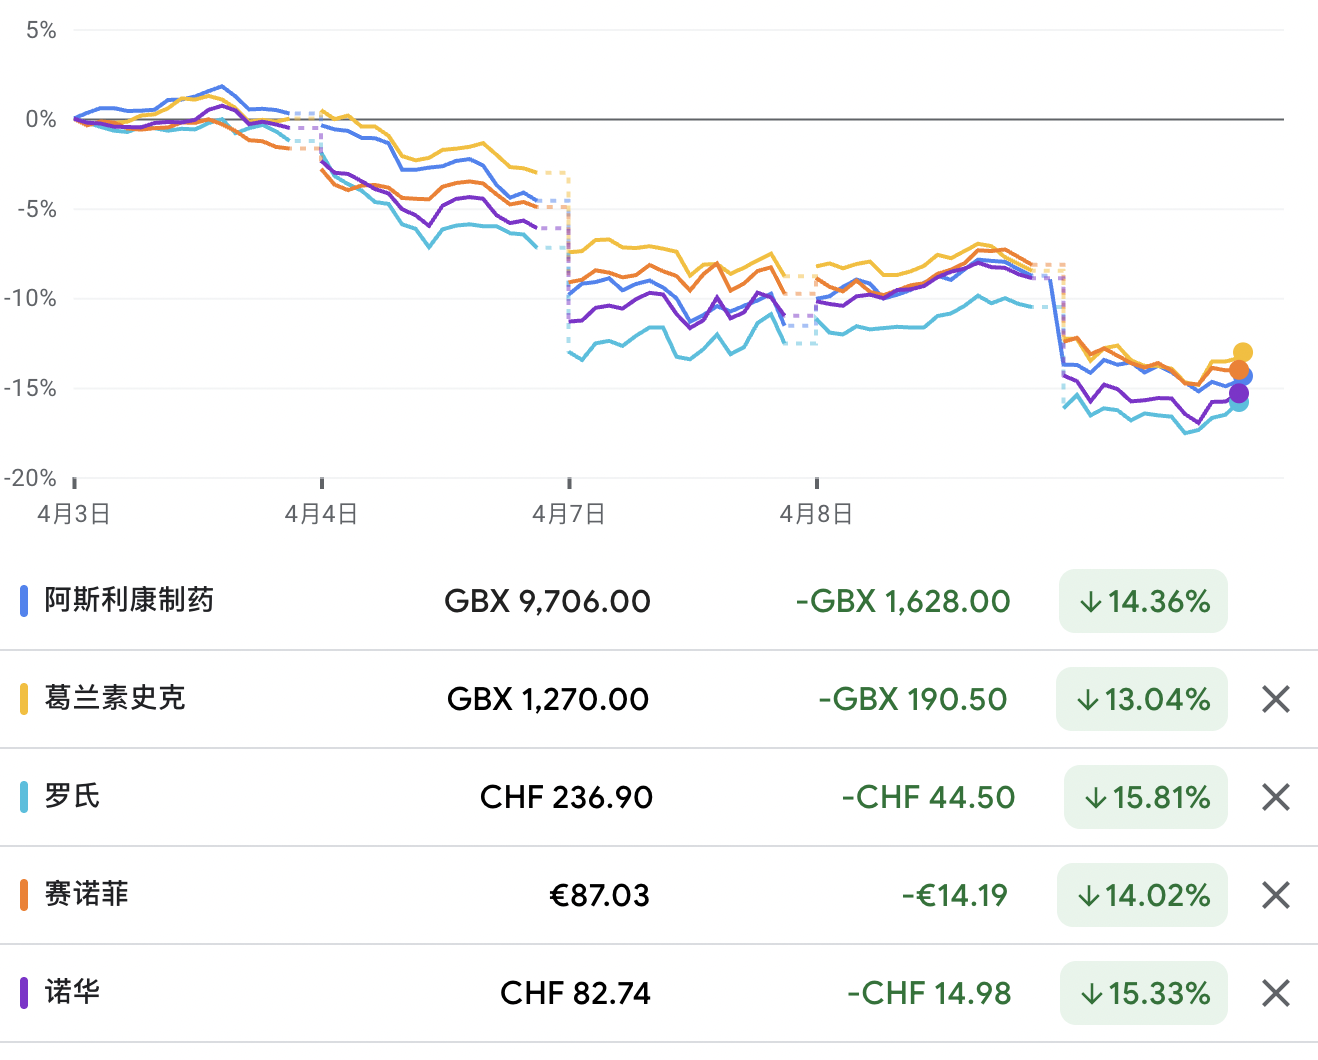 5%
0%
-5%
-10%
-15%
-20%
4月3日 4月4日 4月7日 4月8日
阿斯利康制药 GBX 9,706.00 -GBX 1,628.00 ↓14.36%
葛兰素史克 GBX 1,270.00 -GBX 190.50 ↓13.04%
罗氏 CHF 236.90 -CHF 44.50 ↓15.81%
赛诺菲 €87.03 -€14.19 ↓14.02%
诺华 CHF 82.74 -CHF 14.98 ↓15.33%